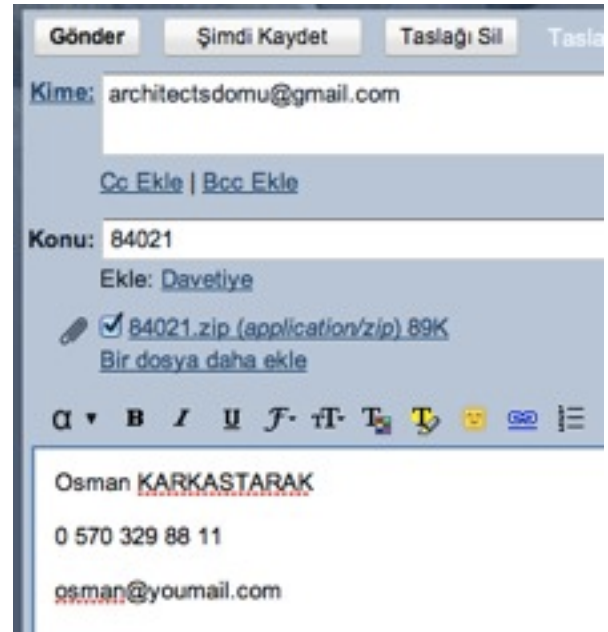 Gönder Şimdi Kaydet Taslağı Sil
Kime: architectsdomu@gmail.com
Cc Ekle | Bcc Ekle
Konu: 84021
Ekle: Davetiye
84021.zip (application/zip) 89K
Bir dosya daha ekle
α B I U F T T T
Osman KARKASTARAK
0 570 329 88 11
osman@youmail.com